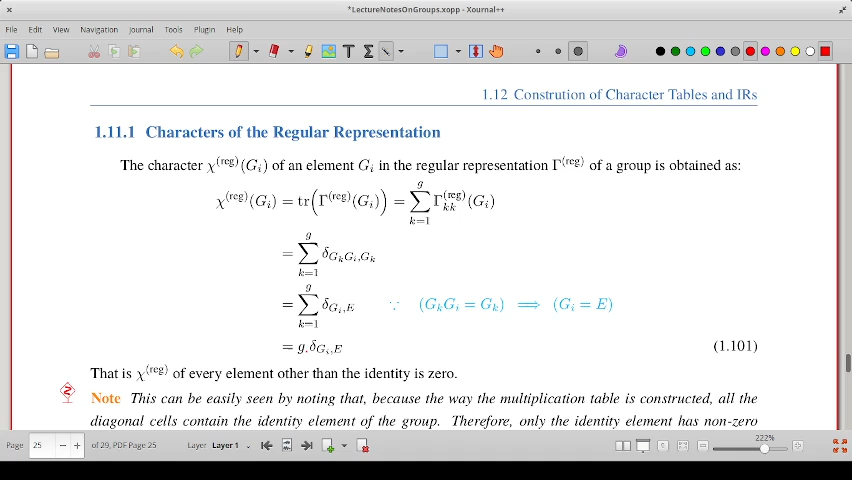 *LectureNotesOnGroups.xopp - Xournal++
File Edit View Navigation Journal Tools Plugin Help
1.12 Constrution of Character Tables and IRs
1.11.1 Characters of the Regular Representation
The character χ^(reg)(G_i) of an element G_i in the regular representation Γ^(reg) of a group is obtained as:
χ^(reg)(G_i) = tr(Γ^(reg)(G_i)) = ∑_{k=1}^{g} Γ_{kk}^{(reg)}(G_i)
= ∑_{k=1}^{g} δ_{G_kG_i,G_k}
= ∑_{k=1}^{g} δ_{G_i,E} ∵ (G_kG_i = G_k) ⟹ (G_i = E)
= g.δ_{G_i,E} (1.101)
That is χ^(reg) of every element other than the identity is zero.
Note This can be easily seen by noting that, because the way the multiplication table is constructed, all the
diagonal cells contain the identity element of the group. Therefore, only the identity element has non-zero
Page 25 − + of 29, PDF Page 25 Layer Layer 1 222%